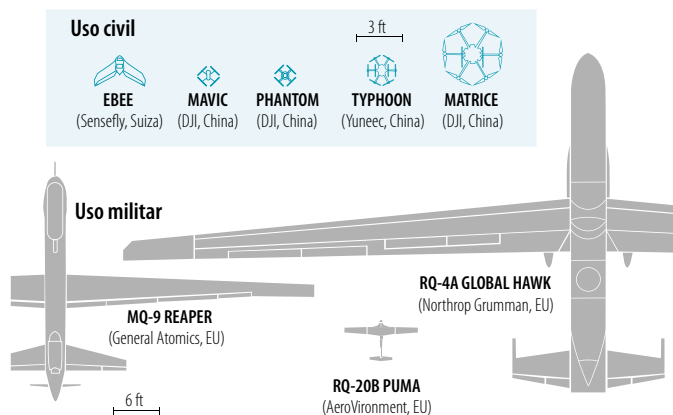 Uso civil
3 ft
EBEE
(Sensefly, Suiza)
MAVIC
(DJI, China)
PHANTOM
(DJI, China)
TYPHOON
(Yuneec, China)
MATRICE
(DJI, China)
Uso militar
RQ-4A GLOBAL HAWK
(Northrop Grumman, EU)
MQ-9 REAPER
(General Atomics, EU)
RQ-20B PUMA
(AeroVironment, EU)
6 ft